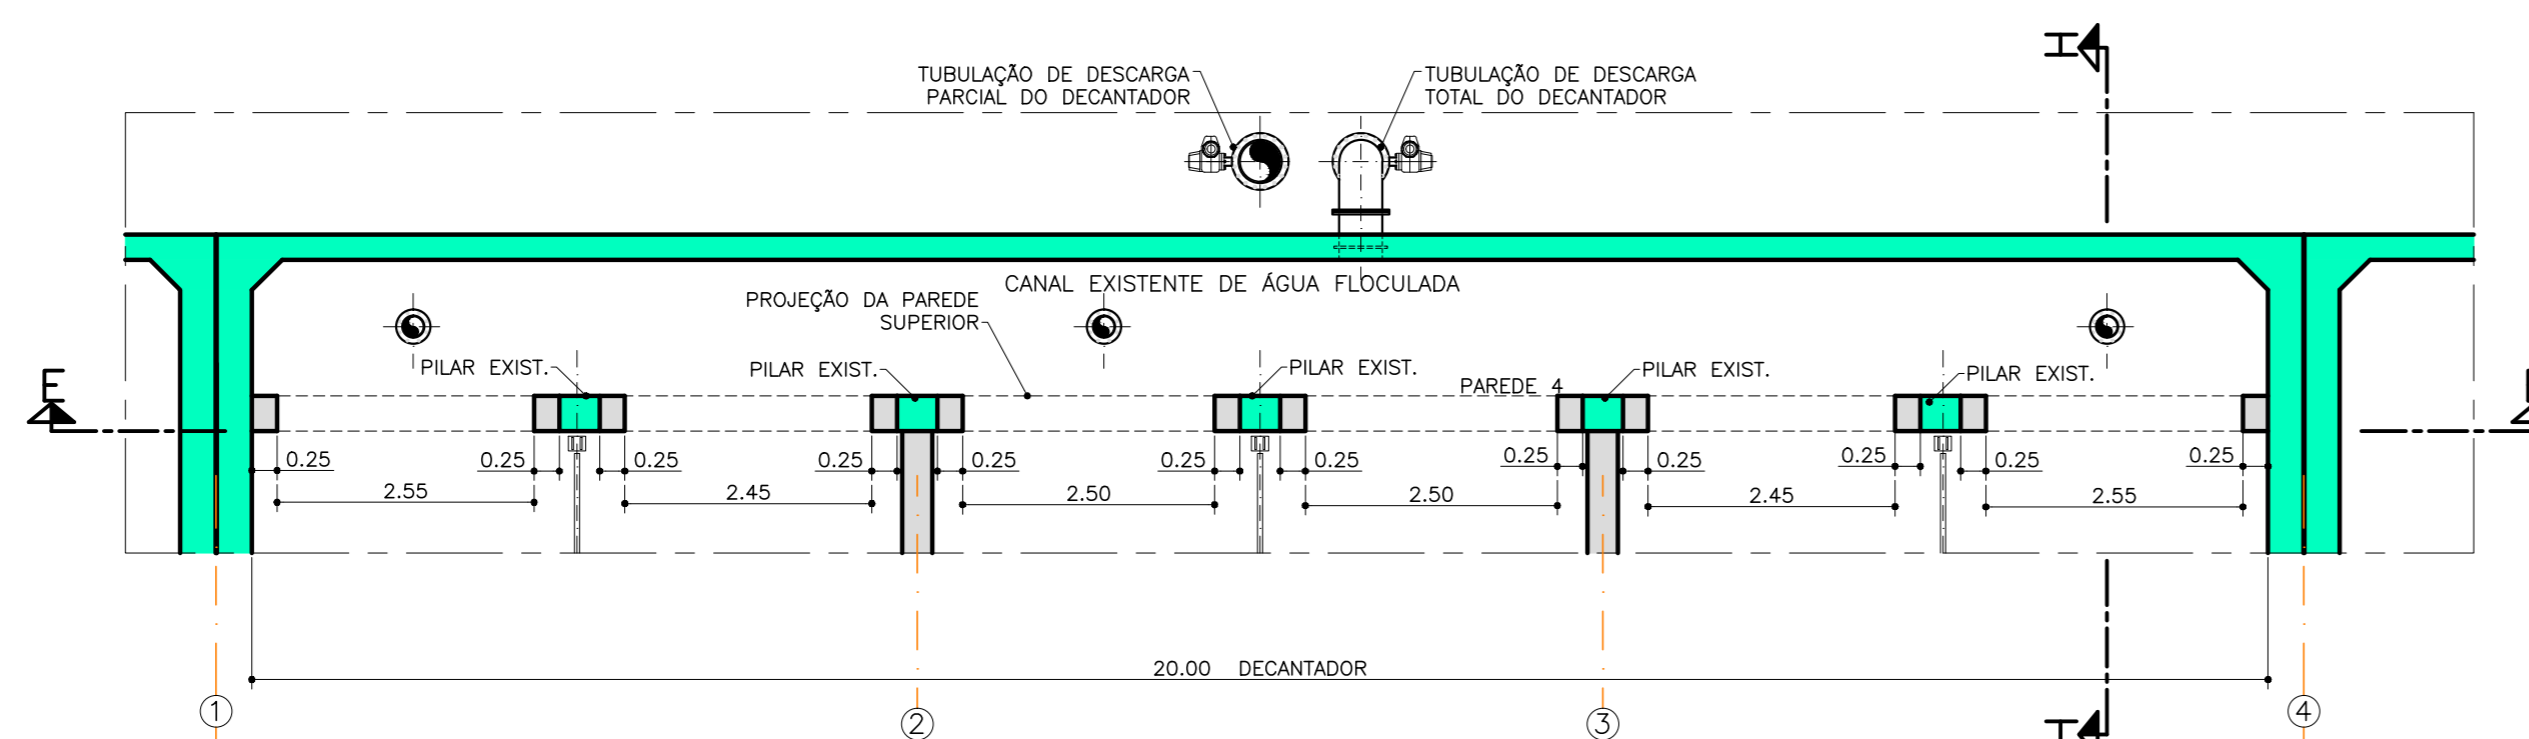 H
TUBULAÇÃO DE DESCARGA
PARCIAL DO DECANTADOR
TUBULAÇÃO DE DESCARGA
TOTAL DO DECANTADOR
CANAL EXISTENTE DE ÁGUA FLOCULADA
PROJEÇÃO DA PAREDE
SUPERIOR
PILAR EXIST.
PILAR EXIST.
PILAR EXIST.
PAREDE 4
PILAR EXIST.
PILAR EXIST.
E
0.25
0.25
0.25
0.25
0.25
0.25
0.25
0.25
0.25
0.25
0.25
0.25
2.55
2.45
2.50
2.50
2.45
2.55
20.00 DECANTADOR
1
2
3
4